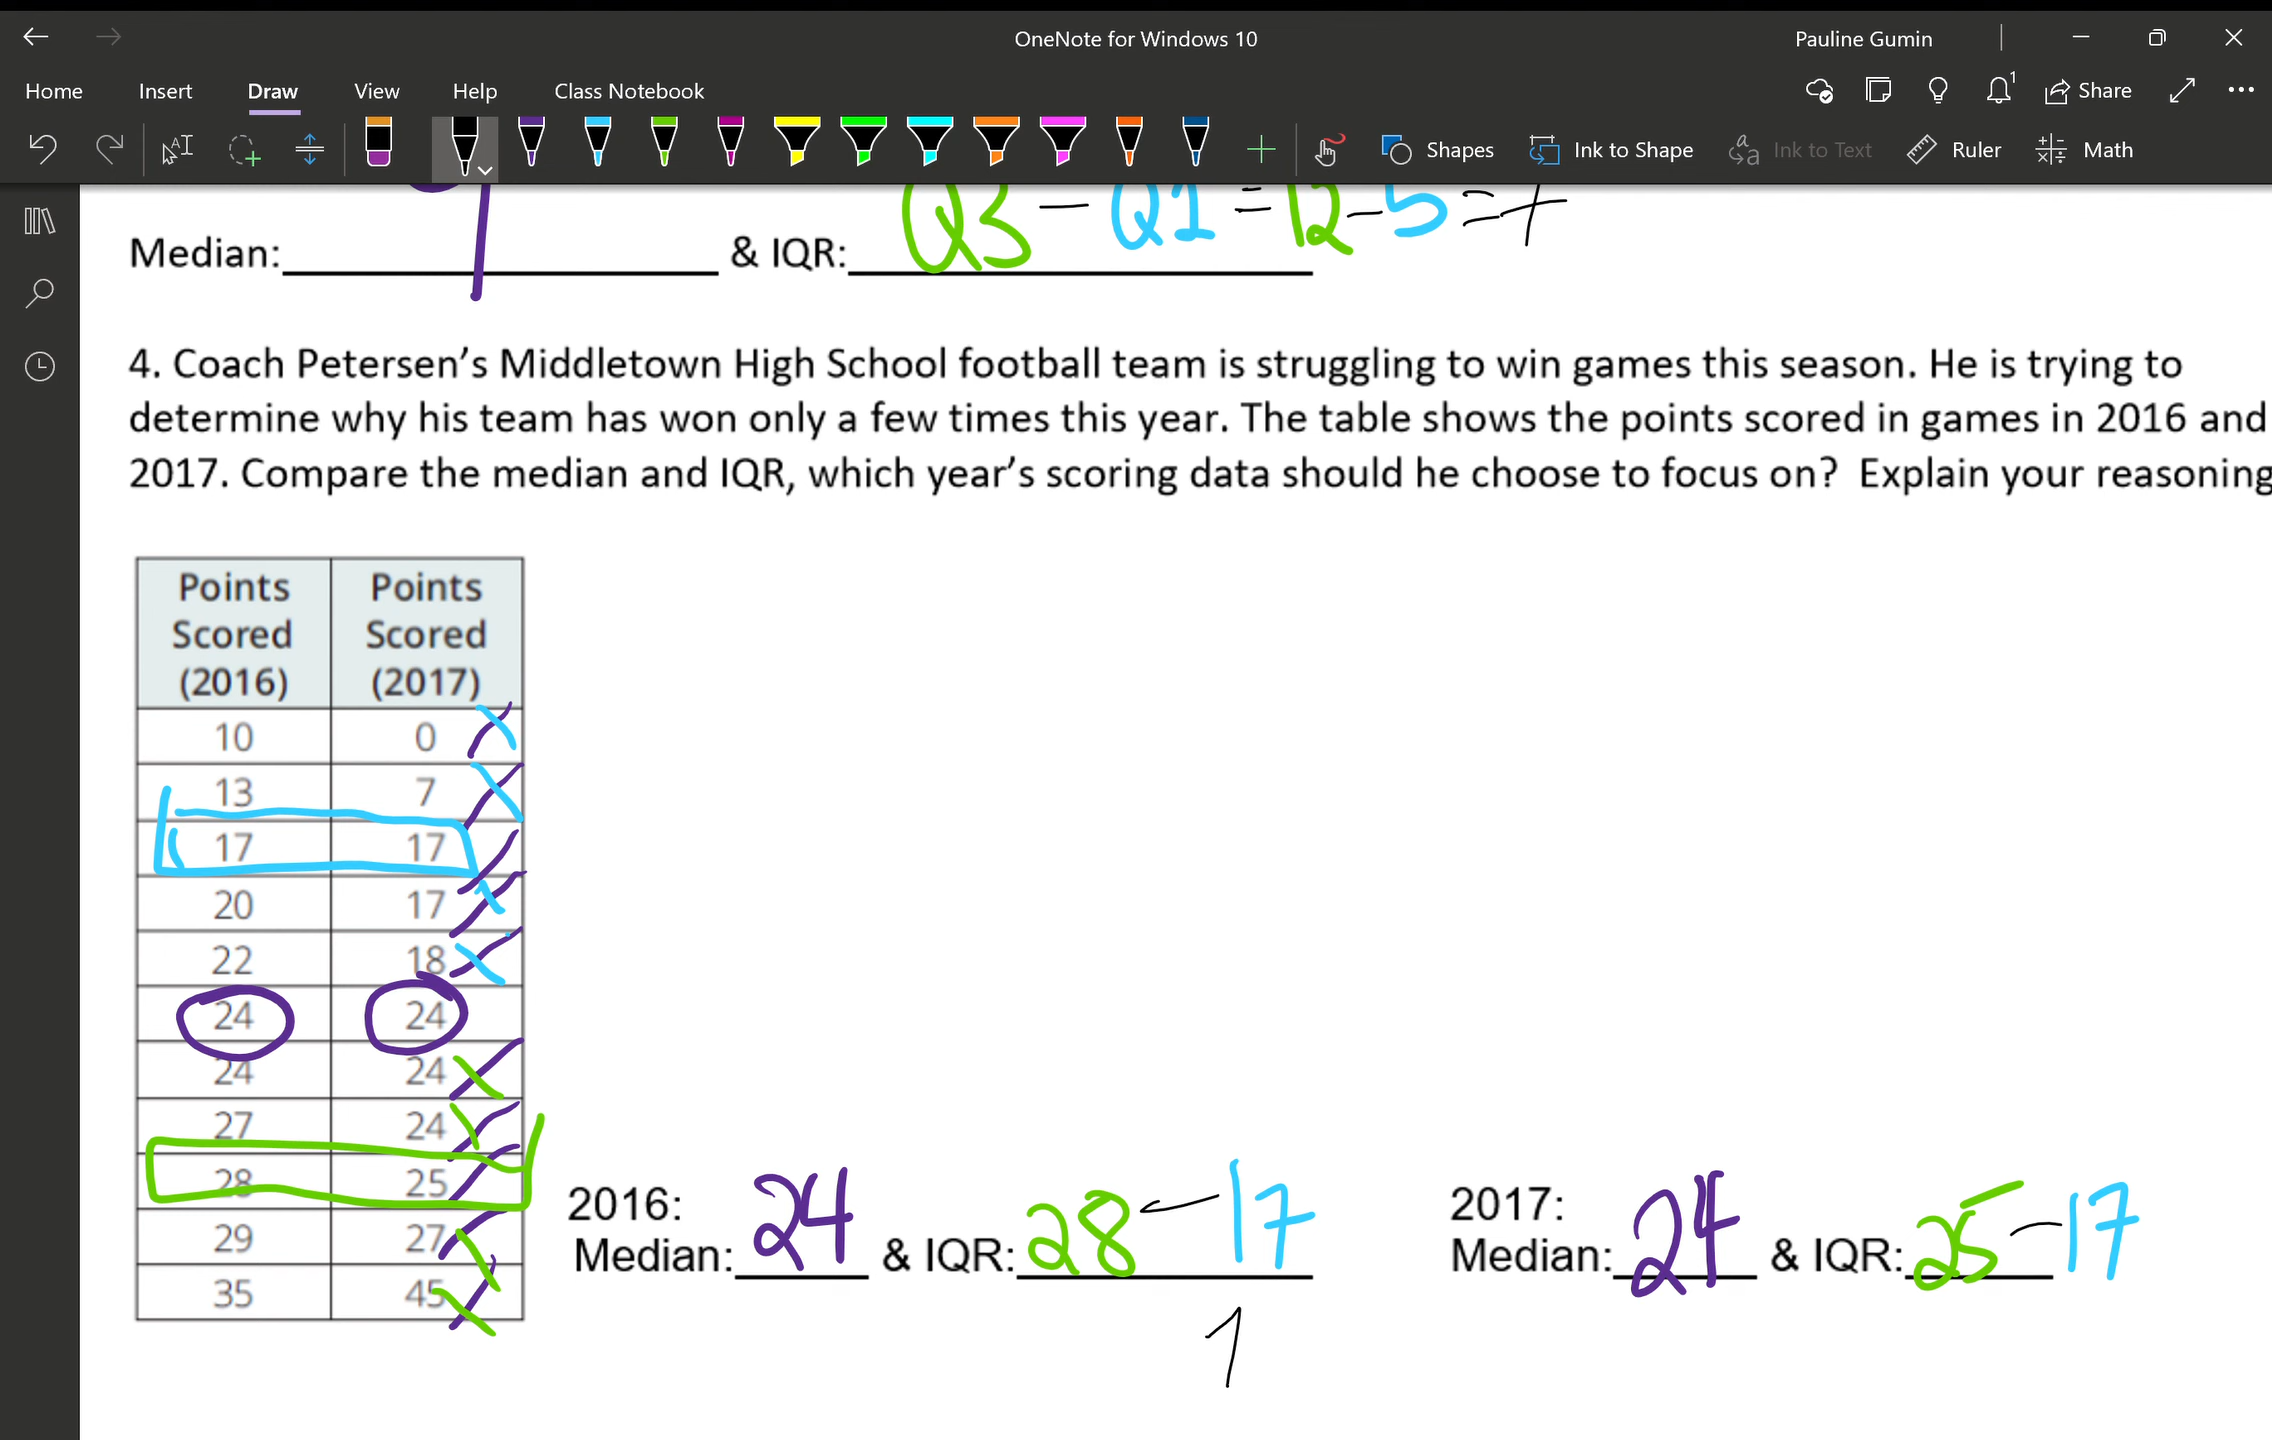 OneNote for Windows 10
Pauline Gumin
Home Insert Draw View Help Class Notebook
1 Share
Shapes Ink to Shape Ink to Text Ruler Math
Q3 - Q1 = 12 - 5 = 7
Median: & IQR:
4. Coach Petersen's Middletown High School football team is struggling to win games this season. He is trying to
determine why his team has won only a few times this year. The table shows the points scored in games in 2016 and
2017. Compare the median and IQR, which year's scoring data should he choose to focus on? Explain your reasoning
Points Scored (2016) Points Scored (2017)
10 0
13 7
17 17
20 17
22 18
24 24
24 24
27 24
28 25
29 27
35 45
2016:
Median: 24 & IQR: 28 - 17
1
2017:
Median: 24 & IQR: 25 - 17